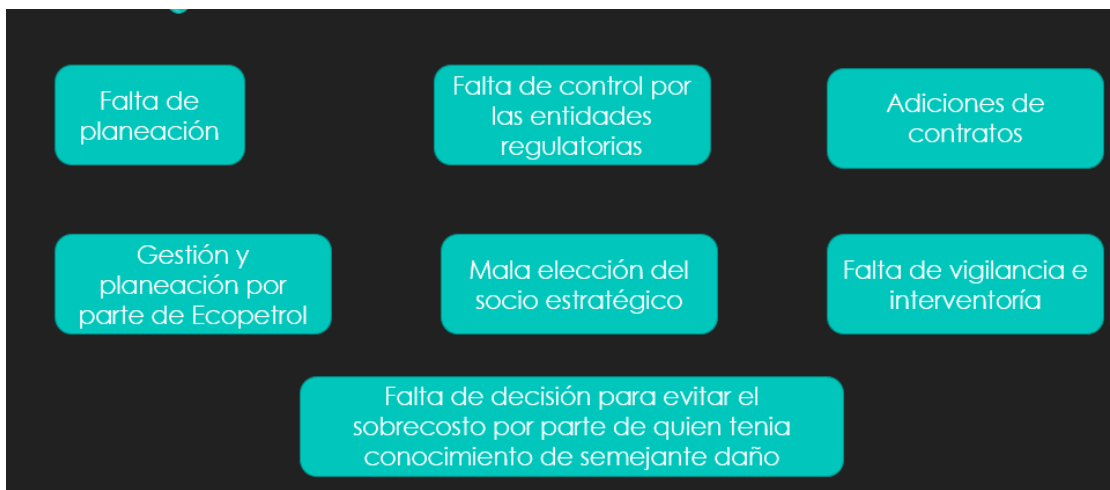 Falta de
planeación
Falta de control por
las entidades
regulatorias
Adiciones de
contratos
Gestión y
planeación por
parte de Ecopetrol
Mala elección del
socio estratégico
Falta de vigilancia e
interventoría
Falta de decisión para evitar el
sobrecosto por parte de quien tenia
conocimiento de semejante daño